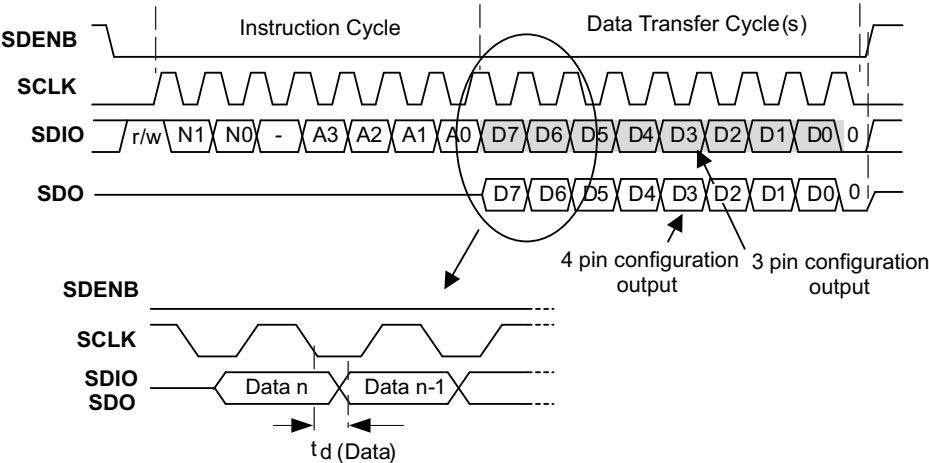 Instruction Cycle Data Transfer Cycle(s)
SDENB
SCLK
SDIO r/w N1 N0 - A3 A2 A1 A0 D7 D6 D5 D4 D3 D2 D1 D0 0
SDO D7 D6 D5 D4 D3 D2 D1 D0 0
4 pin configuration output
3 pin configuration output
SDENB
SCLK
SDIO
SDO
Data n Data n-1
td (Data)